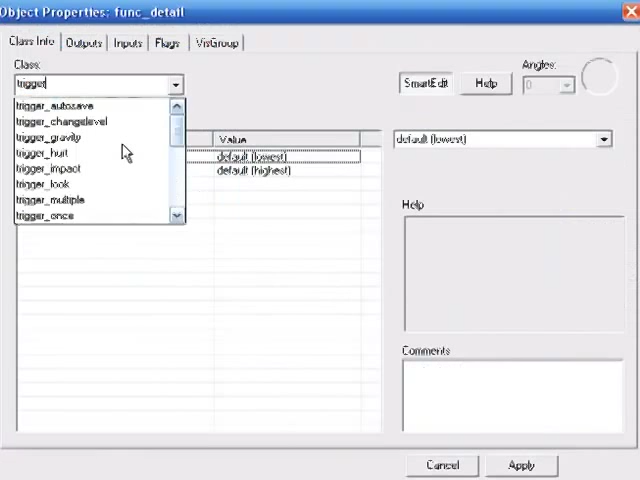 Object Properties: func_detail
Class Info Outputs Inputs Flags VisGroup
Class:
trigger
SmartEdit
Help
Angles:
0
trigger_autosave
trigger_changelevel
trigger_gravity
trigger_hurt
trigger_impact
trigger_look
trigger_multiple
trigger_once
Value
default (lowest)
default (highest)
default (lowest)
Help
Comments
Cancel
Apply